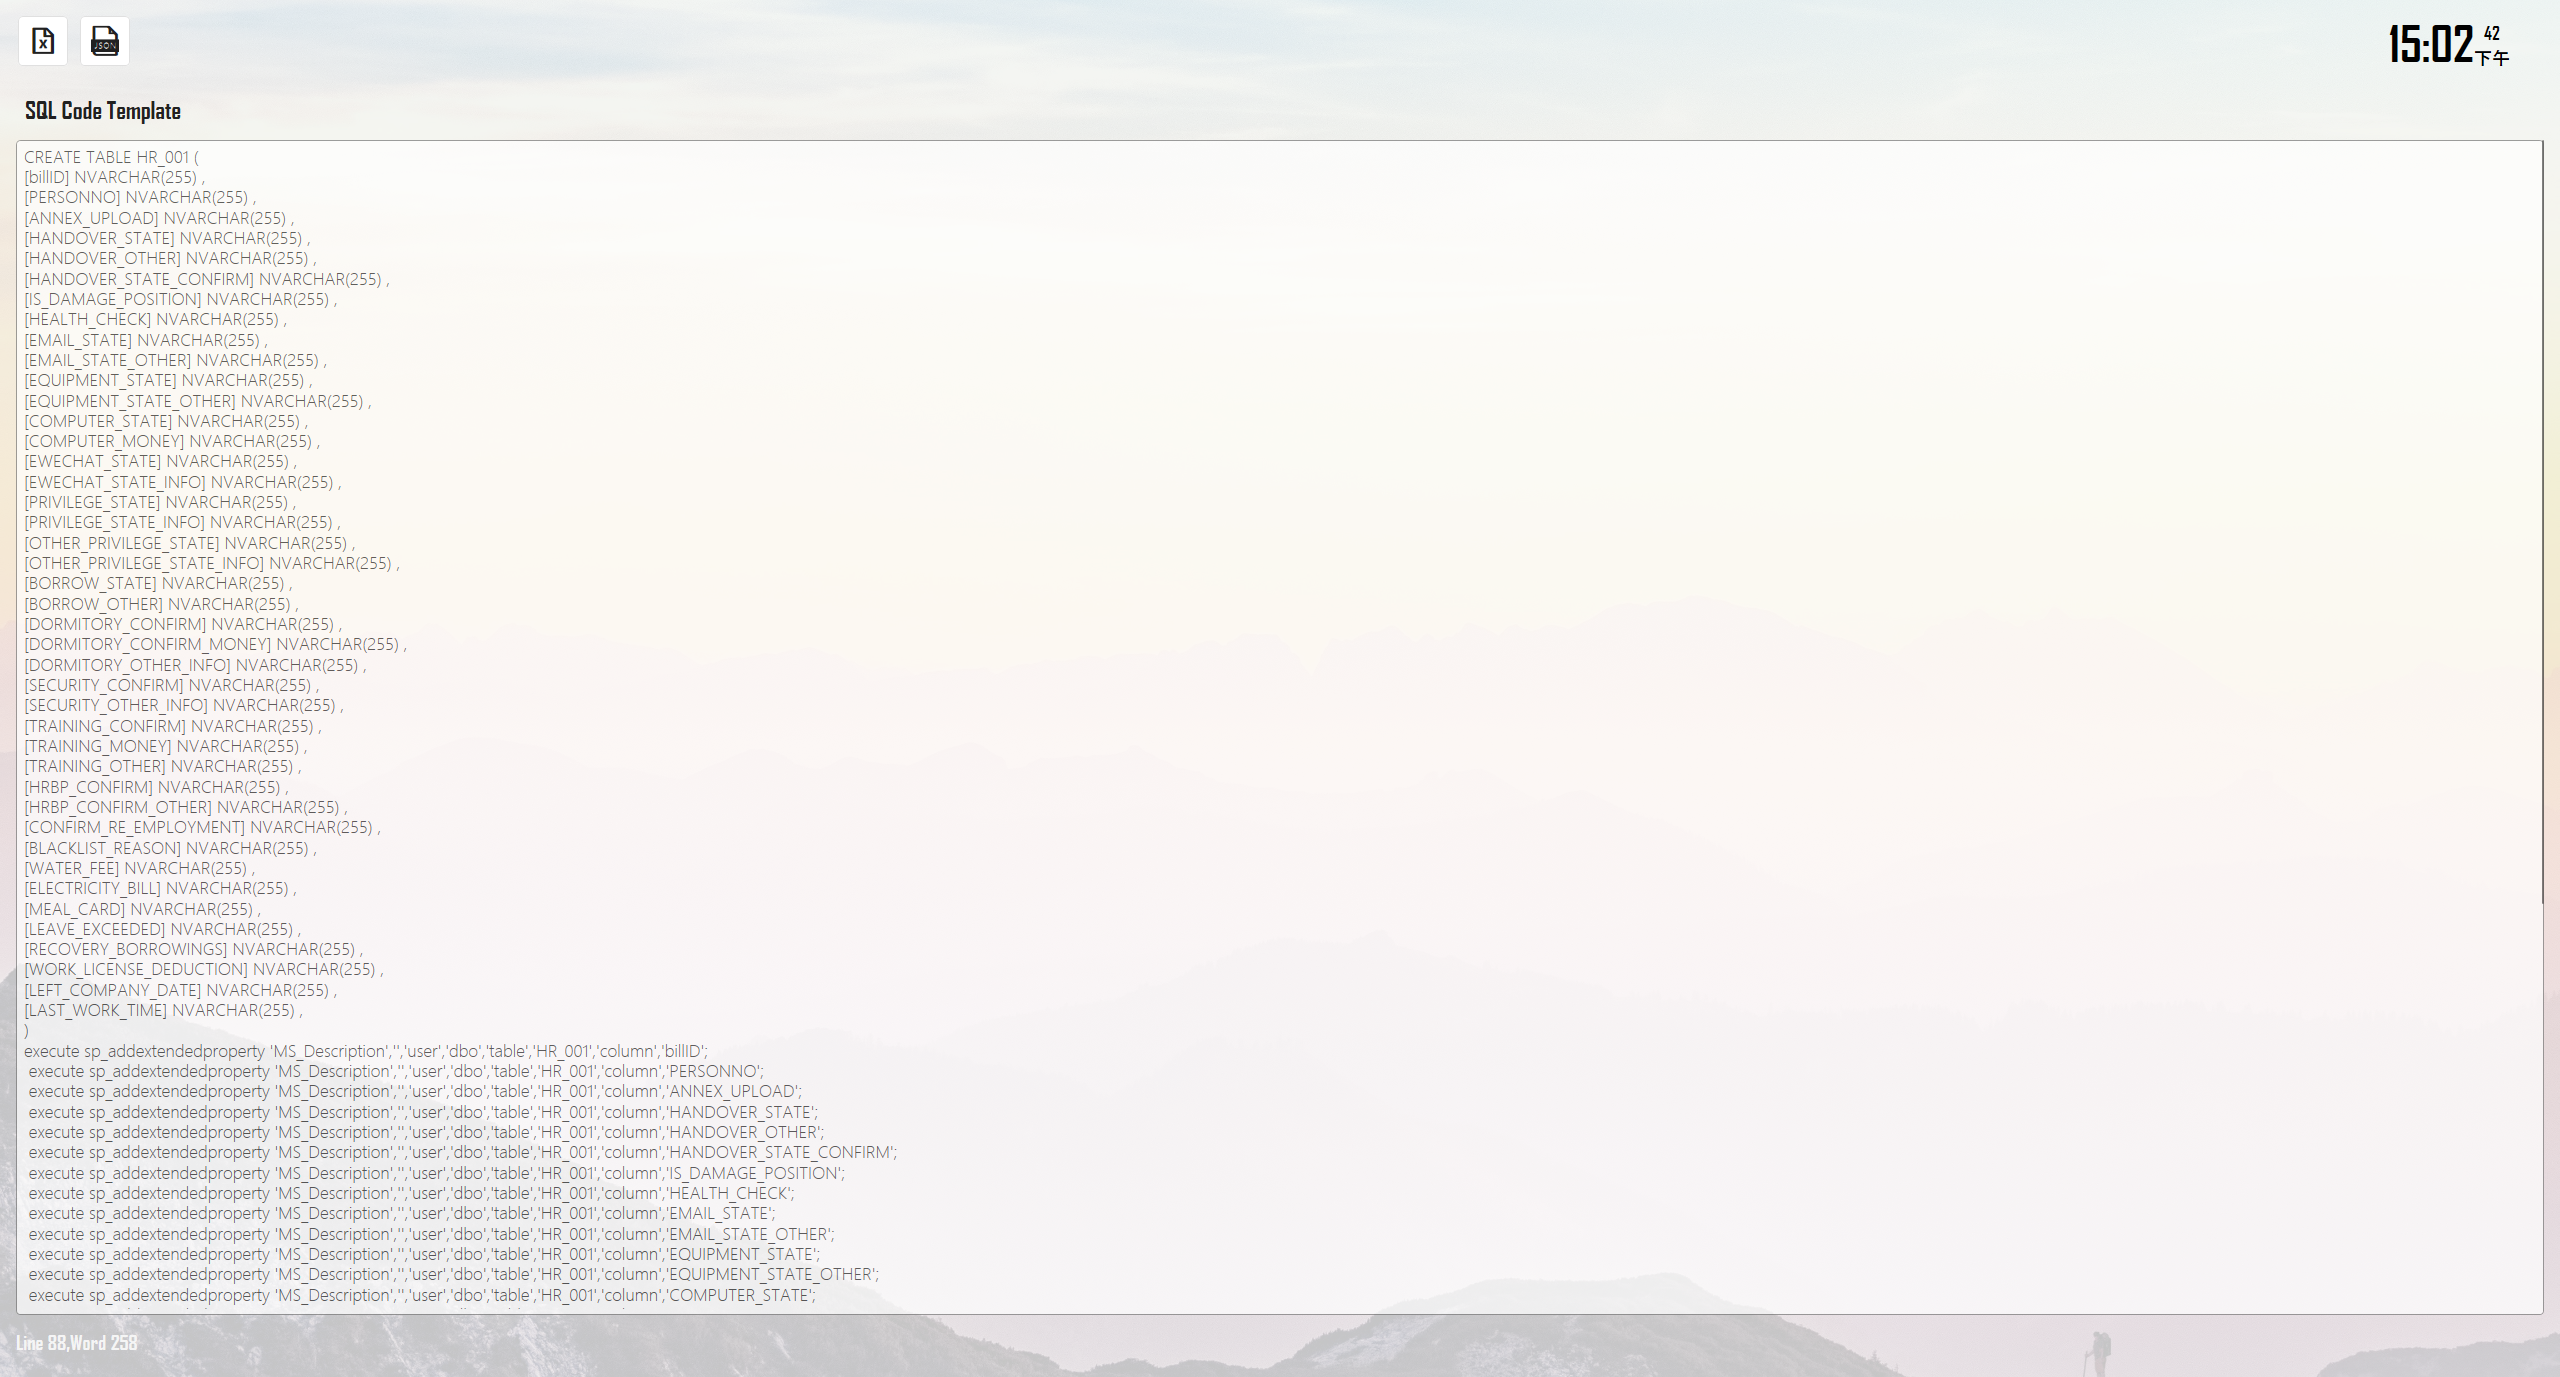 JSON
15:02 42
下午
SQL Code Template
CREATE TABLE HR_001 (
[billID] NVARCHAR(255) ,
[PERSONNO] NVARCHAR(255) ,
[ANNEX_UPLOAD] NVARCHAR(255) ,
[HANDOVER_STATE] NVARCHAR(255) ,
[HANDOVER_OTHER] NVARCHAR(255) ,
[HANDOVER_STATE_CONFIRM] NVARCHAR(255) ,
[IS_DAMAGE_POSITION] NVARCHAR(255) ,
[HEALTH_CHECK] NVARCHAR(255) ,
[EMAIL_STATE] NVARCHAR(255) ,
[EMAIL_STATE_OTHER] NVARCHAR(255) ,
[EQUIPMENT_STATE] NVARCHAR(255) ,
[EQUIPMENT_STATE_OTHER] NVARCHAR(255) ,
[COMPUTER_STATE] NVARCHAR(255) ,
[COMPUTER_MONEY] NVARCHAR(255) ,
[EWECHAT_STATE] NVARCHAR(255) ,
[EWECHAT_STATE_INFO] NVARCHAR(255) ,
[PRIVILEGE_STATE] NVARCHAR(255) ,
[PRIVILEGE_STATE_INFO] NVARCHAR(255) ,
[OTHER_PRIVILEGE_STATE] NVARCHAR(255) ,
[OTHER_PRIVILEGE_STATE_INFO] NVARCHAR(255) ,
[BORROW_STATE] NVARCHAR(255) ,
[BORROW_OTHER] NVARCHAR(255) ,
[DORMITORY_CONFIRM] NVARCHAR(255) ,
[DORMITORY_CONFIRM_MONEY] NVARCHAR(255) ,
[DORMITORY_OTHER_INFO] NVARCHAR(255) ,
[SECURITY_CONFIRM] NVARCHAR(255) ,
[SECURITY_OTHER_INFO] NVARCHAR(255) ,
[TRAINING_CONFIRM] NVARCHAR(255) ,
[TRAINING_MONEY] NVARCHAR(255) ,
[TRAINING_OTHER] NVARCHAR(255) ,
[HRBP_CONFIRM] NVARCHAR(255) ,
[HRBP_CONFIRM_OTHER] NVARCHAR(255) ,
[CONFIRM_RE_EMPLOYMENT] NVARCHAR(255) ,
[BLACKLIST_REASON] NVARCHAR(255) ,
[WATER_FEE] NVARCHAR(255) ,
[ELECTRICITY_BILL] NVARCHAR(255) ,
[MEAL_CARD] NVARCHAR(255) ,
[LEAVE_EXCEEDED] NVARCHAR(255) ,
[RECOVERY_BORROWINGS] NVARCHAR(255) ,
[WORK_LICENSE_DEDUCTION] NVARCHAR(255) ,
[LEFT_COMPANY_DATE] NVARCHAR(255) ,
[LAST_WORK_TIME] NVARCHAR(255) ,
)
execute sp_addextendedproperty 'MS_Description','','user','dbo','table','HR_001','column','billID';
execute sp_addextendedproperty 'MS_Description','','user','dbo','table','HR_001','column','PERSONNO';
execute sp_addextendedproperty 'MS_Description','','user','dbo','table','HR_001','column','ANNEX_UPLOAD';
execute sp_addextendedproperty 'MS_Description','','user','dbo','table','HR_001','column','HANDOVER_STATE';
execute sp_addextendedproperty 'MS_Description','','user','dbo','table','HR_001','column','HANDOVER_OTHER';
execute sp_addextendedproperty 'MS_Description','','user','dbo','table','HR_001','column','HANDOVER_STATE_CONFIRM';
execute sp_addextendedproperty 'MS_Description','','user','dbo','table','HR_001','column','IS_DAMAGE_POSITION';
execute sp_addextendedproperty 'MS_Description','','user','dbo','table','HR_001','column','HEALTH_CHECK';
execute sp_addextendedproperty 'MS_Description','','user','dbo','table','HR_001','column','EMAIL_STATE';
execute sp_addextendedproperty 'MS_Description','','user','dbo','table','HR_001','column','EMAIL_STATE_OTHER';
execute sp_addextendedproperty 'MS_Description','','user','dbo','table','HR_001','column','EQUIPMENT_STATE';
execute sp_addextendedproperty 'MS_Description','','user','dbo','table','HR_001','column','EQUIPMENT_STATE_OTHER';
execute sp_addextendedproperty 'MS_Description','','user','dbo','table','HR_001','column','COMPUTER_STATE';
Line 88,Word 258